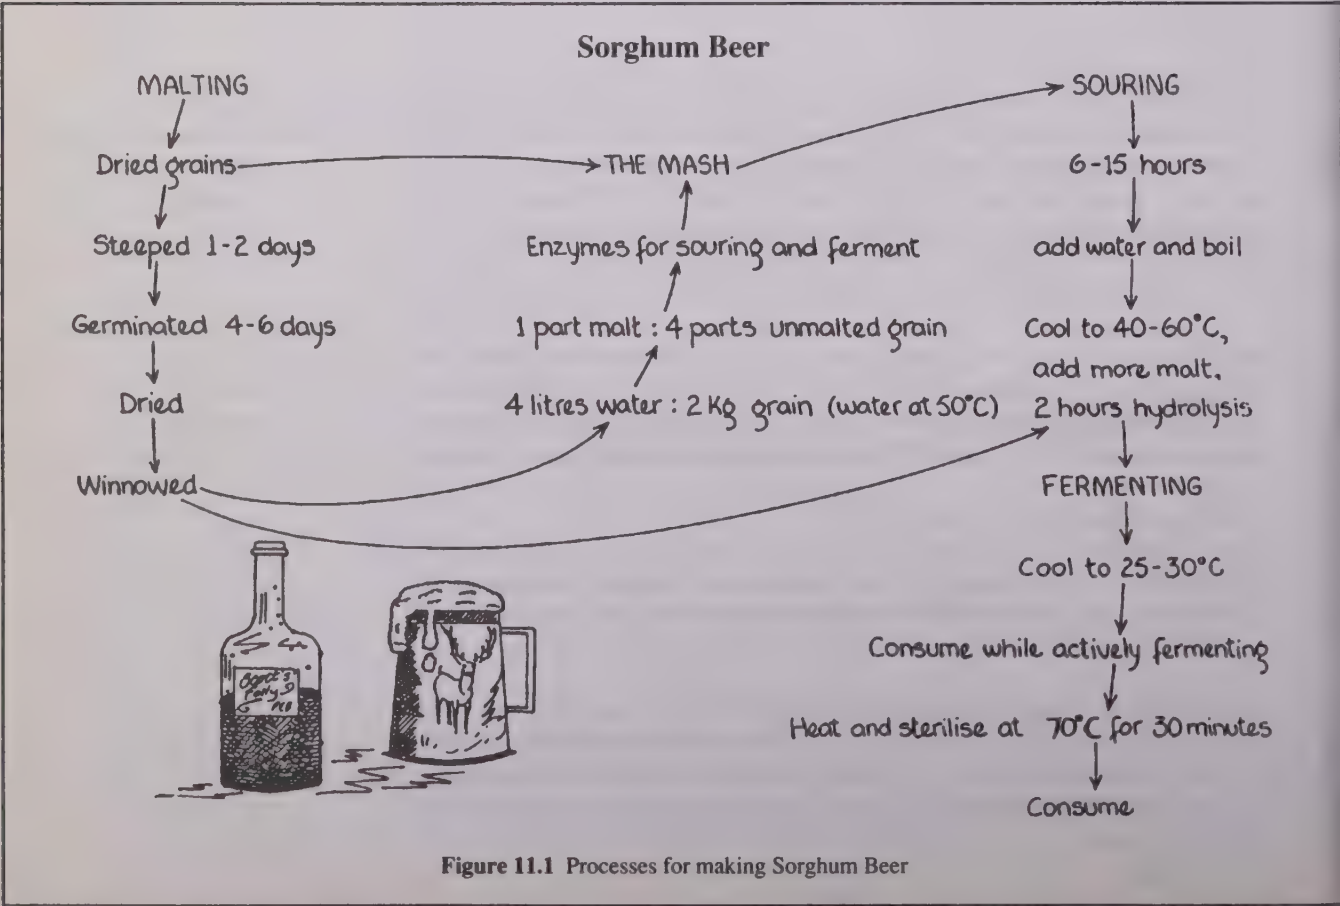 Sorghum Beer
MALTING
Dried grains
Steeped 1-2 days
Germinated 4-6 days
Dried
Winnowed
THE MASH
Enzymes for souring and ferment
1 part malt : 4 parts unmalted grain
4 litres water : 2 Kg grain (water at 50°C)
SOURING
6-15 hours
add water and boil
Cool to 40-60°C,
add more malt.
2 hours hydrolysis
FERMENTING
Cool to 25-30°C
Consume while actively fermenting
Heat and sterilise at 70°C for 30 minutes
Consume
Figure 11.1 Processes for making Sorghum Beer